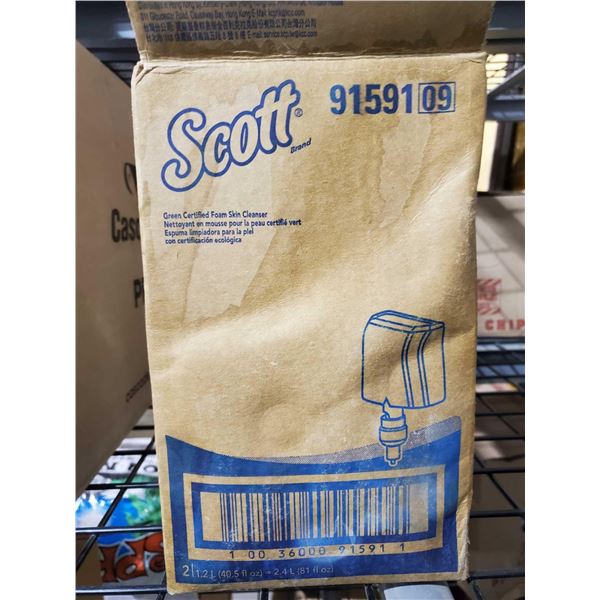 Scott®
Brand
91591 09
Green Certified Foam Skin Cleanser
Nettoyant en mousse pour la peau certifié vert
Espuma limpiadora para la piel
con certificación ecológica
CHIP
1 00 36000 91591 1
2 1.2 L (40.5 fl oz) = 2.4 L (81 fl oz)